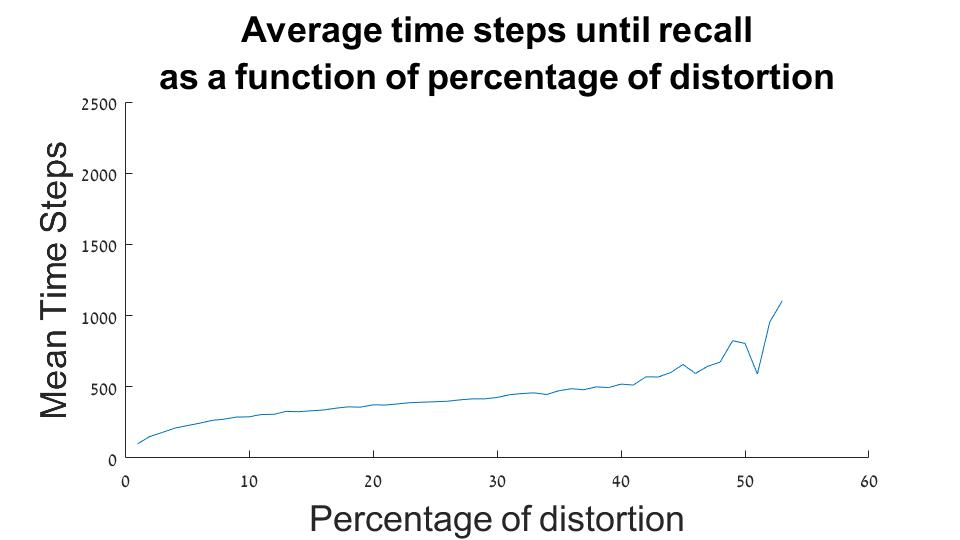 Average time steps until recall
as a function of percentage of distortion
Mean Time Steps
2500
2000
1500
1000
500
0
0 10 20 30 40 50 60
Percentage of distortion